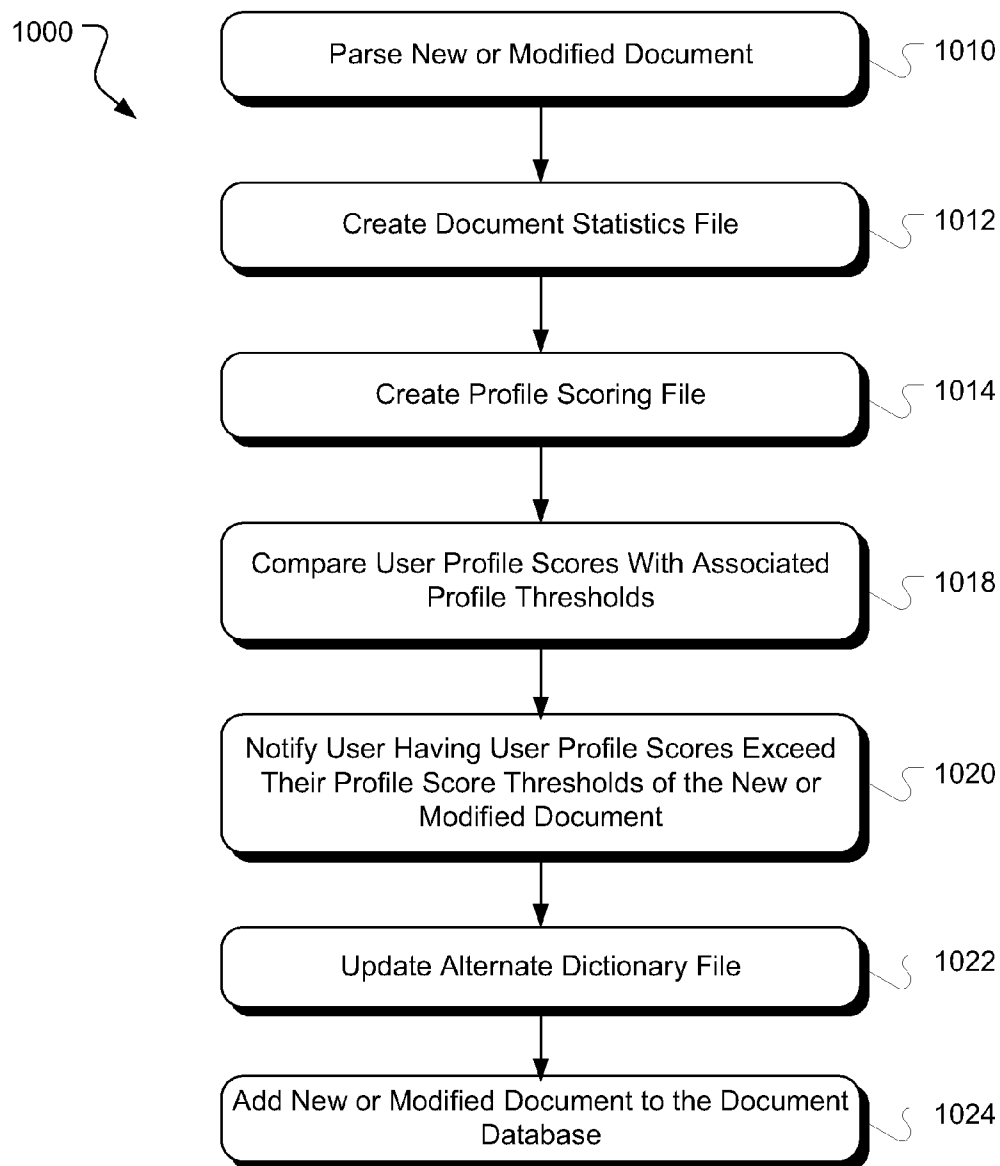 1000
Parse New or Modified Document
1010
Create Document Statistics File
1012
Create Profile Scoring File
1014
Compare User Profile Scores With Associated
Profile Thresholds
1018
Notify User Having User Profile Scores Exceed
Their Profile Score Thresholds of the New or
Modified Document
1020
Update Alternate Dictionary File
1022
Add New or Modified Document to the Document
Database
1024